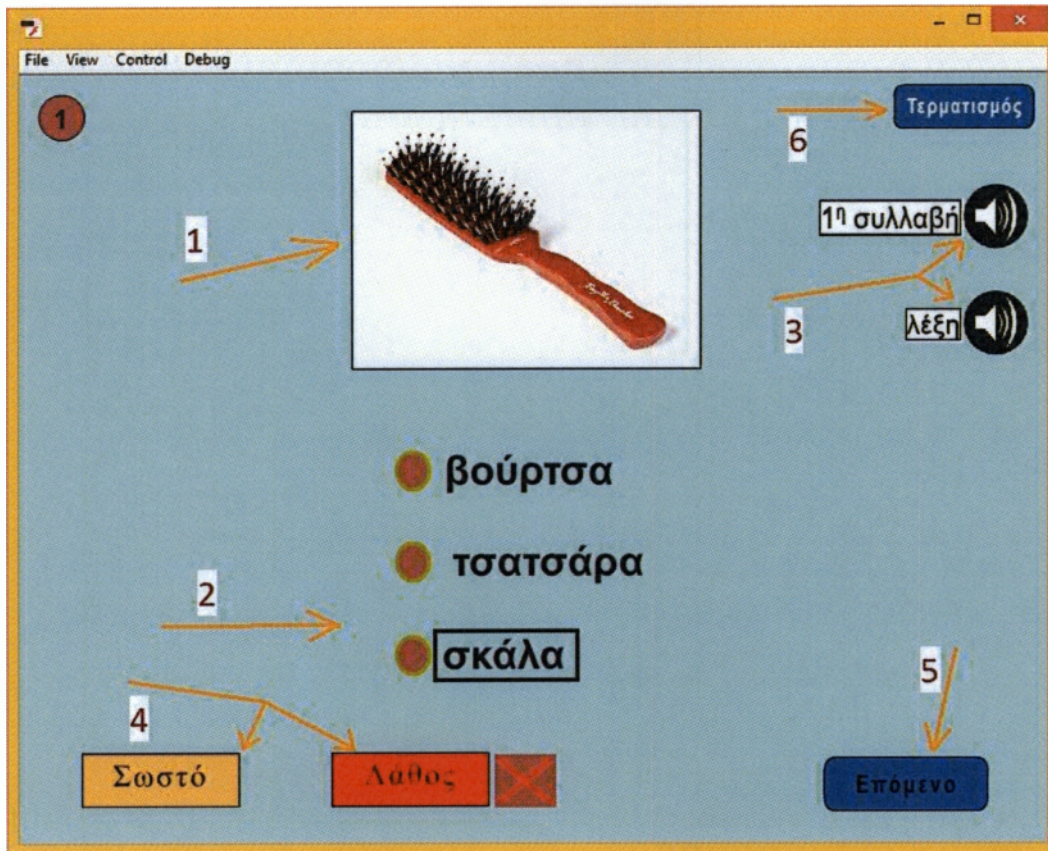 File View Control Debug
1
6
Τερματισμός
1
1η συλλαβή
3
λέξη
βούρτσα
τσατσάρα
2
σκάλα
4
5
Σωστό
Λάθος
Επόμενο